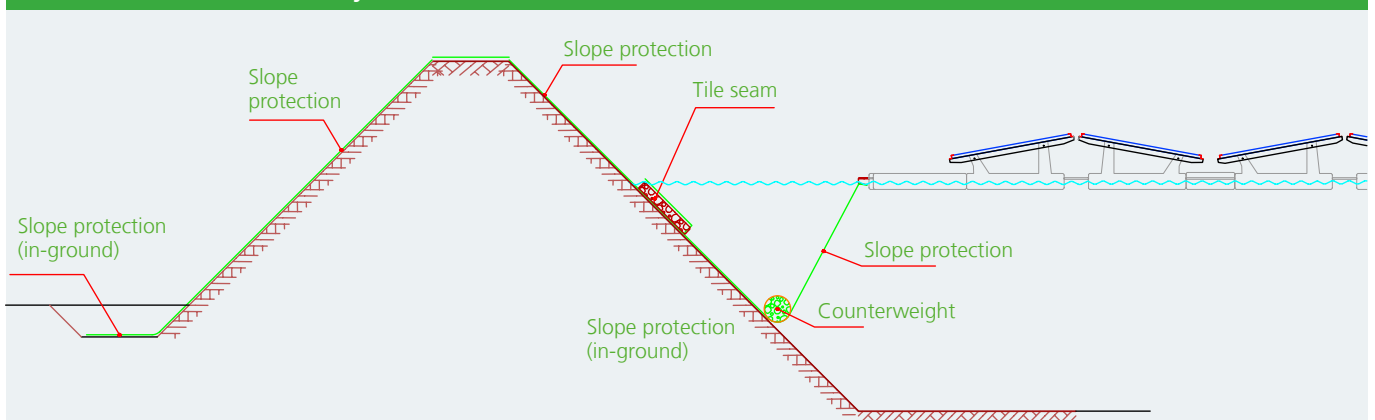 Slope protection
Slope
protection
Tile seam
Slope protection
(in-ground)
Slope protection
Counterweight
Slope protection
(in-ground)